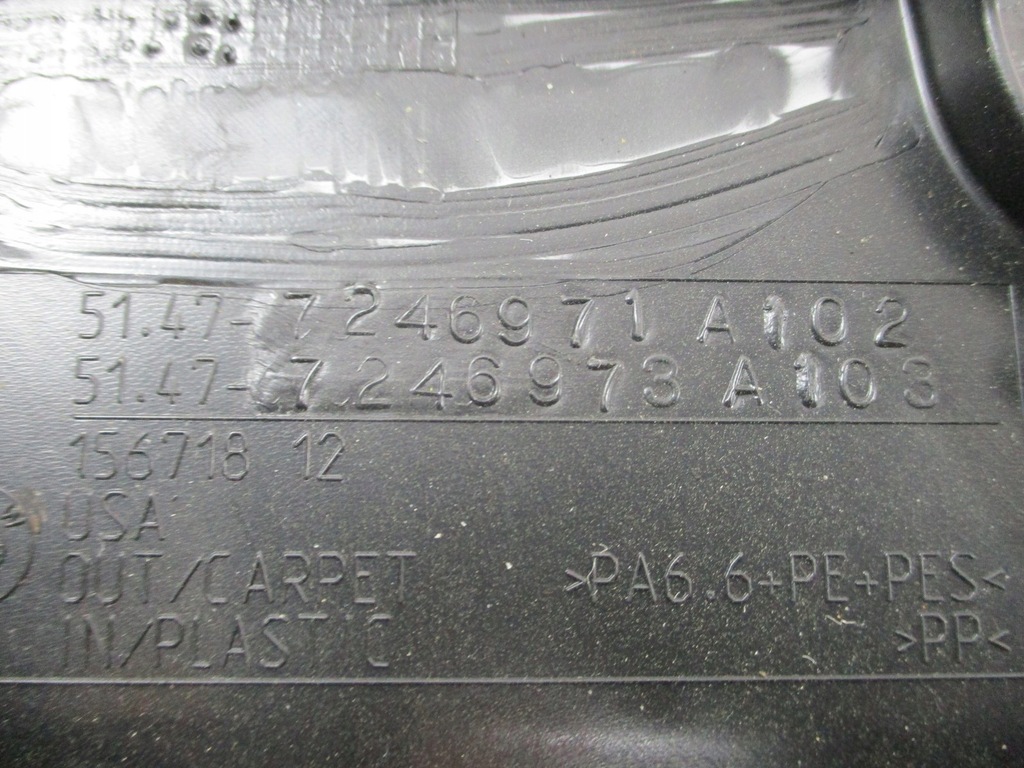 51.47-7246971 A102
51.47-7246973 A103
156718 12
USA
OUT/CARPET >PA6.6+PE+PES<
IN/PLASTIC >PP<